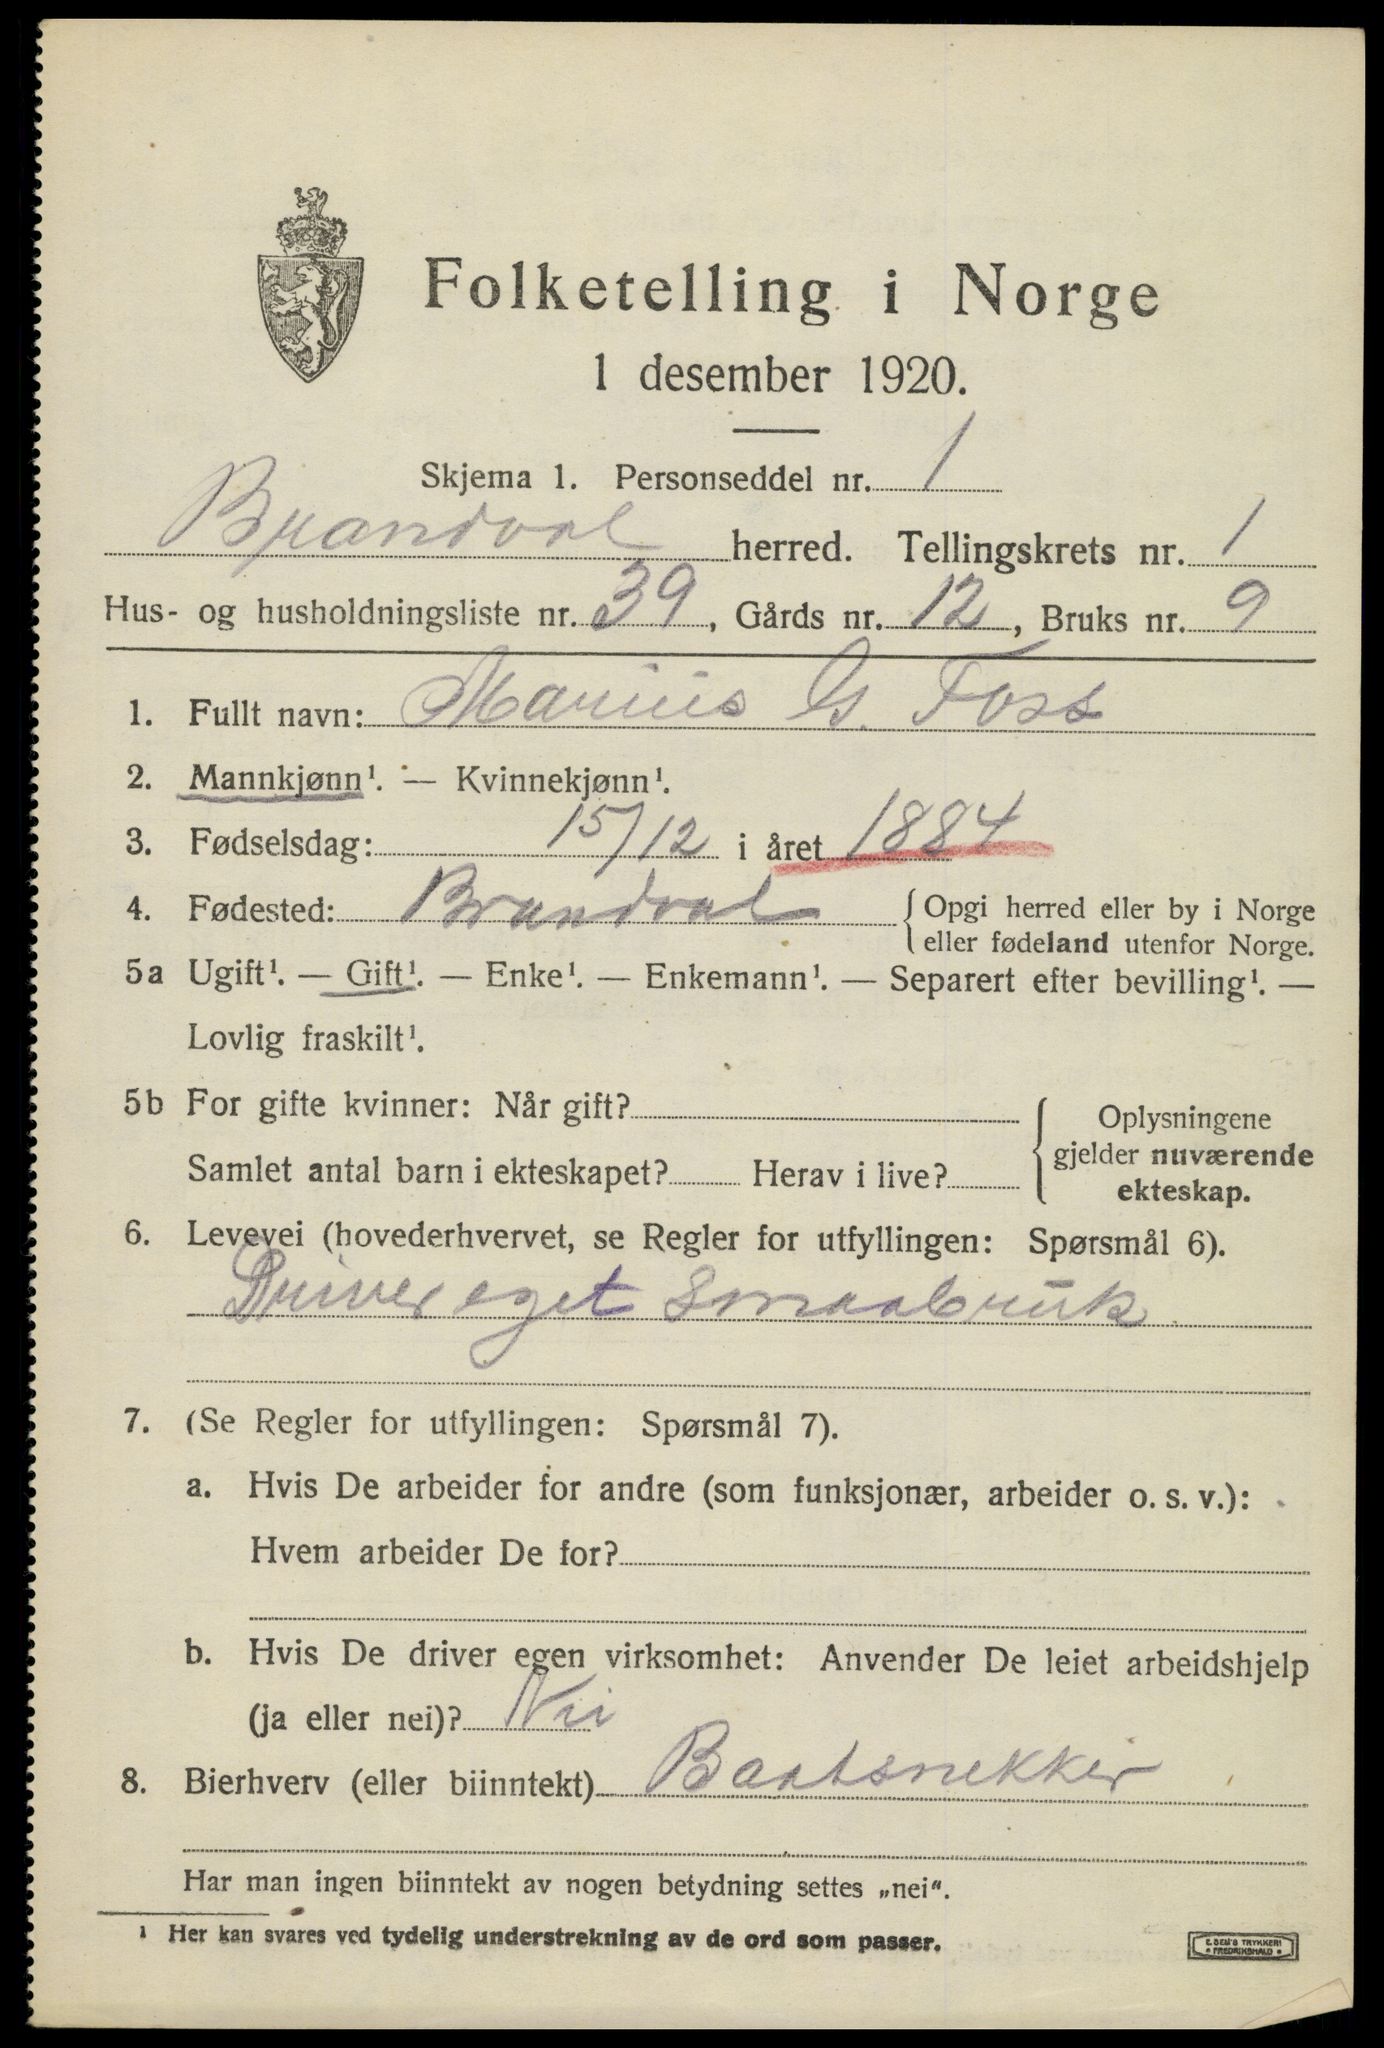 Folketelling i Norge
1 desember 1920.
Skjema 1. Personseddel nr. 1
Brandval herred. Tellingskrets nr. 1
Hus- og husholdningsliste nr. 39, Gårds nr. 12, Bruks nr. 9
1. Fullt navn: Marius G. Foss
2. Mannkjønn¹. — Kvinnekjønn¹.
3. Fødselsdag: 15/12 i året 1884
4. Fødested: Brandval { Opgi herred eller by i Norge
eller fødeland utenfor Norge.
5a Ugift¹. — Gift¹. — Enke¹. — Enkemann¹. — Separert efter bevilling¹. —
Lovlig fraskilt¹.
5b For gifte kvinner: Når gift? { Oplysningene
gjelder nuværende
Samlet antal barn i ekteskapet? Herav i live? ekteskap.
6. Levevei (hovederhvervet, se Regler for utfyllingen: Spørsmål 6).
Driver eget Smaabruk
7. (Se Regler for utfyllingen: Spørsmål 7).
a. Hvis De arbeider for andre (som funksjonær, arbeider o. s. v.):
Hvem arbeider De for?
b. Hvis De driver egen virksomhet: Anvender De leiet arbeidshjelp
(ja eller nei)? Nei
8. Bierhverv (eller biinntekt) Baatsnekker
Har man ingen biinntekt av nogen betydning settes „nei“.
¹ Her kan svares ved tydelig understrekning av de ord som passer.
E. SEM'S TRYKKERI
• FREDRIKSHALD •